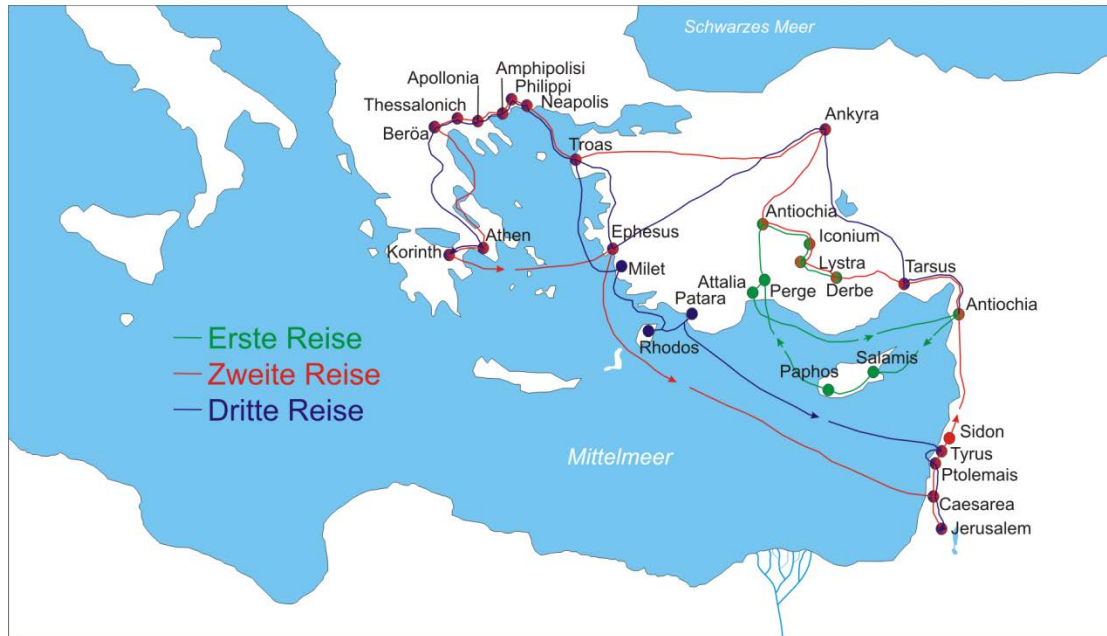 Schwarzes Meer
Amphipolisi
Apollonia
Philippi
Thessalonich
Neapolis
Beröa
Ankyra
Troas
Antiochia
Iconium
Athen
Ephesus
Korinth
Lystra
Milet
Tarsus
Attalia
Derbe
Perge
Patara
Antiochia
Erste Reise
Rhodos
Salamis
Paphos
Zweite Reise
Dritte Reise
Sidon
Mittelmeer
Tyrus
Ptolemais
Caesarea
Jerusalem